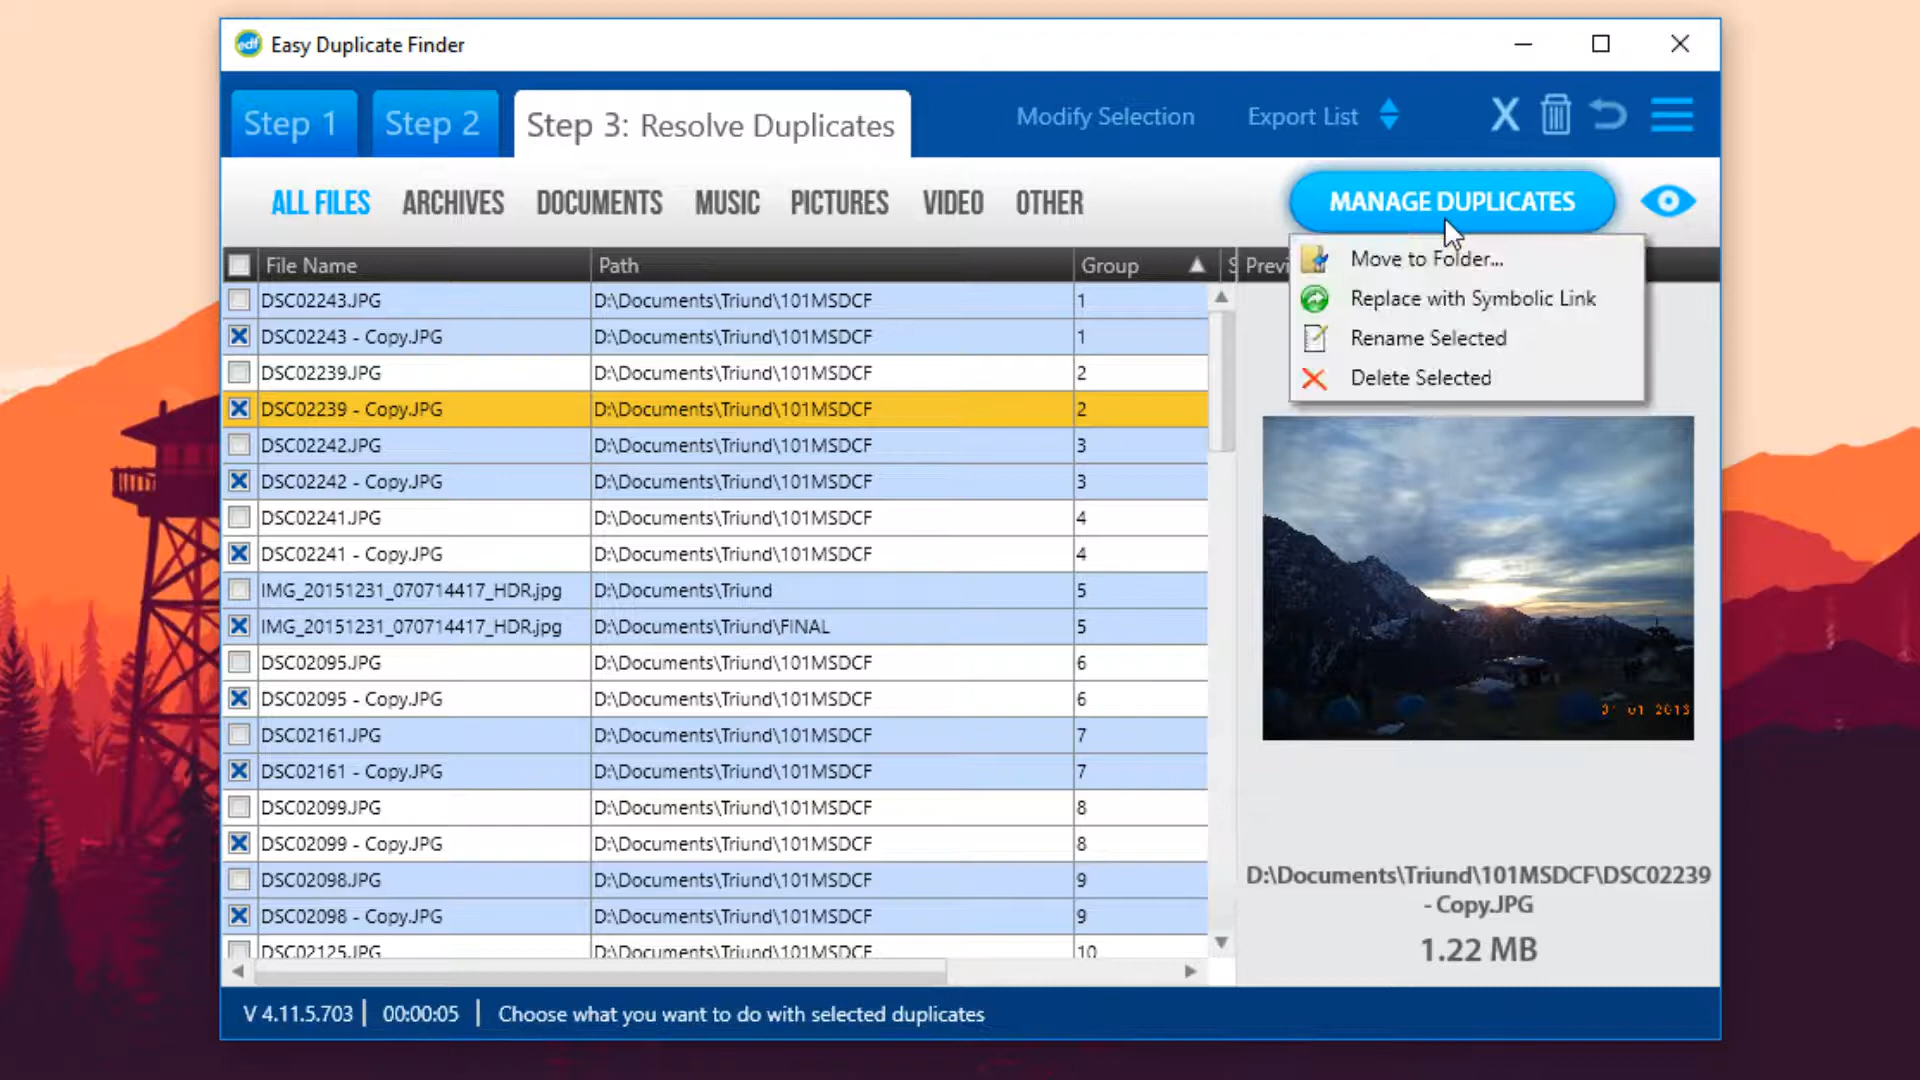 edf Easy Duplicate Finder
Step 1
Step 2
Step 3: Resolve Duplicates
Modify Selection
Export List
ALL FILES
ARCHIVES
DOCUMENTS
MUSIC
PICTURES
VIDEO
OTHER
MANAGE DUPLICATES
Move to Folder...
Replace with Symbolic Link
Rename Selected
Delete Selected
File Name Path Group S Previ
DSC02243.JPG D:\Documents\Triund\101MSDCF 1
DSC02243 - Copy.JPG D:\Documents\Triund\101MSDCF 1
DSC02239.JPG D:\Documents\Triund\101MSDCF 2
DSC02239 - Copy.JPG D:\Documents\Triund\101MSDCF 2
DSC02242.JPG D:\Documents\Triund\101MSDCF 3
DSC02242 - Copy.JPG D:\Documents\Triund\101MSDCF 3
DSC02241.JPG D:\Documents\Triund\101MSDCF 4
DSC02241 - Copy.JPG D:\Documents\Triund\101MSDCF 4
IMG_20151231_070714417_HDR.jpg D:\Documents\Triund 5
IMG_20151231_070714417_HDR.jpg D:\Documents\Triund\FINAL 5
DSC02095.JPG D:\Documents\Triund\101MSDCF 6
DSC02095 - Copy.JPG D:\Documents\Triund\101MSDCF 6
DSC02161.JPG D:\Documents\Triund\101MSDCF 7
DSC02161 - Copy.JPG D:\Documents\Triund\101MSDCF 7
DSC02099.JPG D:\Documents\Triund\101MSDCF 8
DSC02099 - Copy.JPG D:\Documents\Triund\101MSDCF 8
DSC02098.JPG D:\Documents\Triund\101MSDCF 9
DSC02098 - Copy.JPG D:\Documents\Triund\101MSDCF 9
DSC02125.JPG D:\Documents\Triund\101MSDCF 10
D:\Documents\Triund\101MSDCF\DSC02239
- Copy.JPG
1.22 MB
V 4.11.5.703 | 00:00:05 | Choose what you want to do with selected duplicates